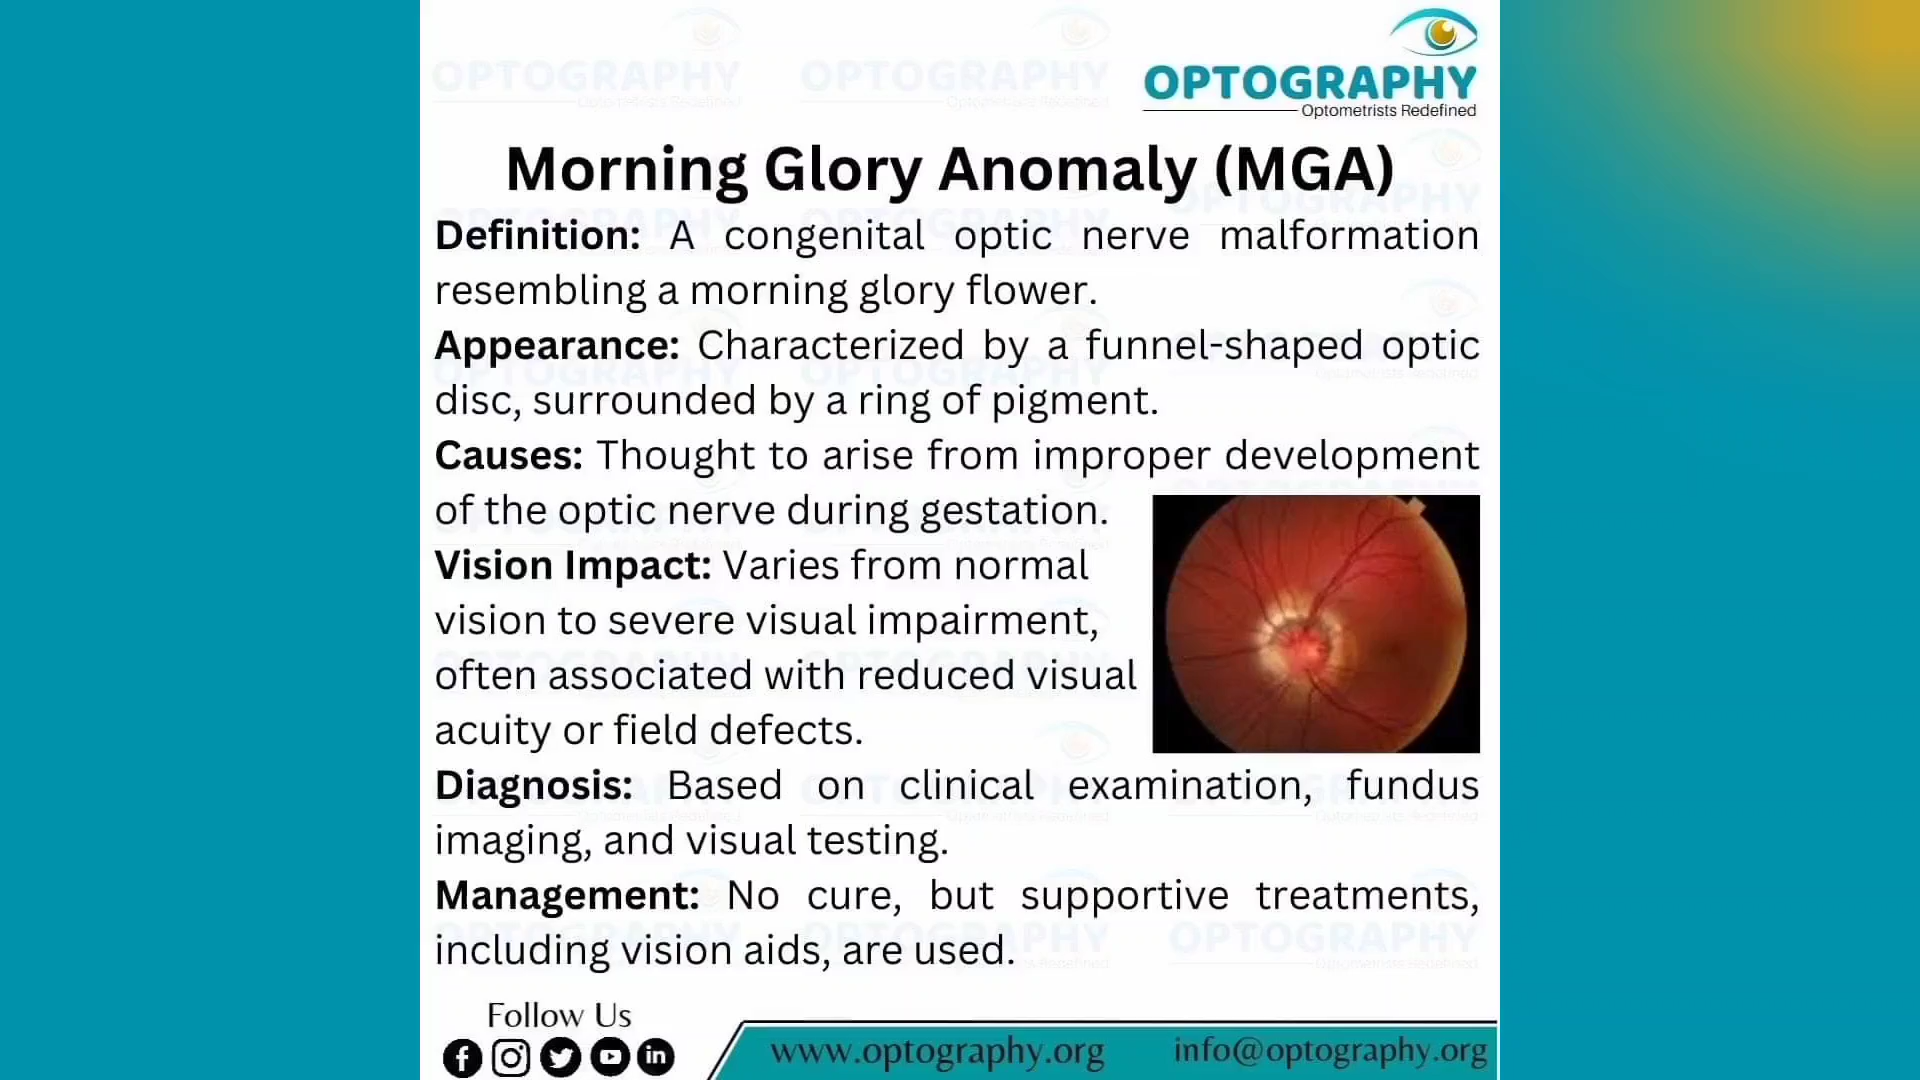 OPTOGRAPHY
Optometrists Redefined
Morning Glory Anomaly (MGA)
Definition: A congenital optic nerve malformation
resembling a morning glory flower.
Appearance: Characterized by a funnel-shaped optic
disc, surrounded by a ring of pigment.
Causes: Thought to arise from improper development
of the optic nerve during gestation.
Vision Impact: Varies from normal
vision to severe visual impairment,
often associated with reduced visual
acuity or field defects.
Diagnosis: Based on clinical examination, fundus
imaging, and visual testing.
Management: No cure, but supportive treatments,
including vision aids, are used.
Follow Us
www.optography.org
info@optography.org